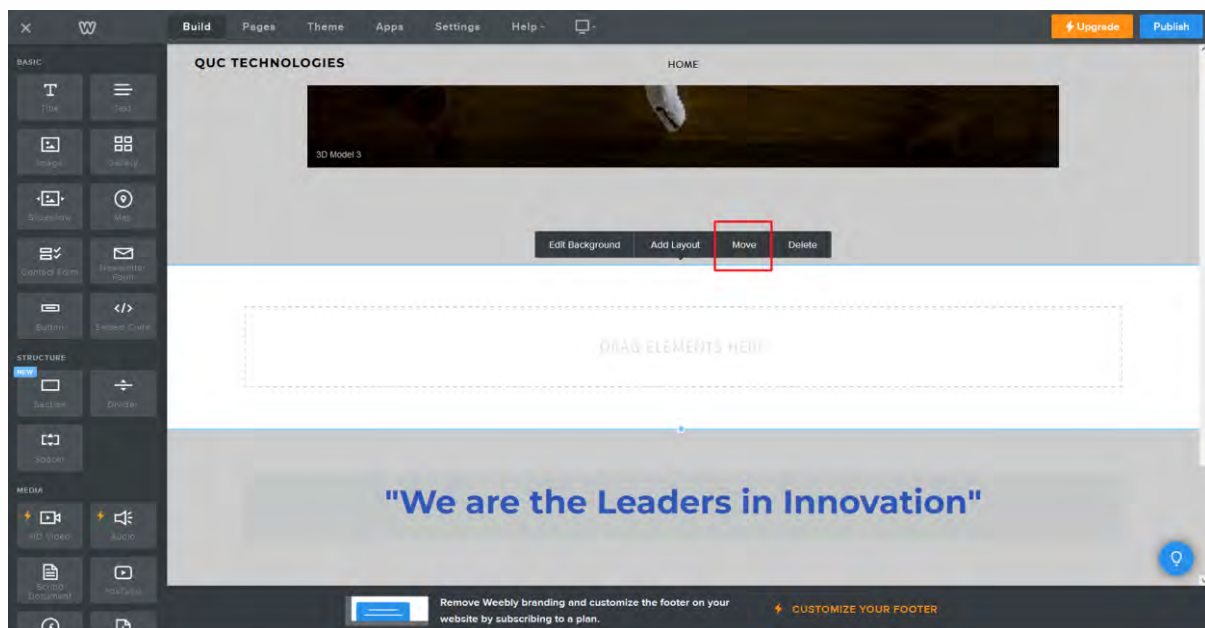 Build Pages Theme Apps Settings Help Upgrade Publish
BASIC
Title Text
Image Gallery
Slideshow Map
Contact Form Newsletter Form
Button Embed Code
STRUCTURE
NEW
Section Divider
Spacer
MEDIA
HD Video Audio
Scribd Document YouTube
QUC TECHNOLOGIES HOME
3D Model 3
Edit Background Add Layout Move Delete
DRAG ELEMENTS HERE
"We are the Leaders in Innovation"
Remove Weebly branding and customize the footer on your
website by subscribing to a plan.
CUSTOMIZE YOUR FOOTER